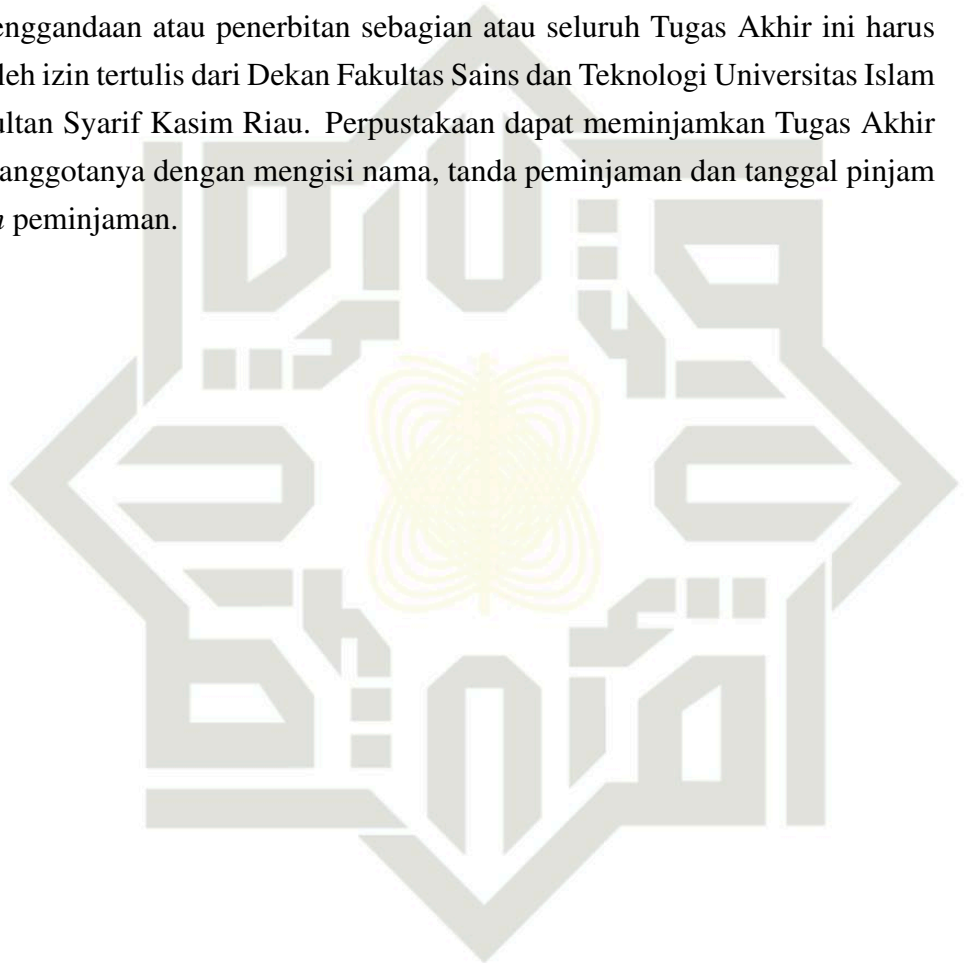 enggandaan atau penerbitan sebagian atau seluruh Tugas Akhir ini harus
leh izin tertulis dari Dekan Fakultas Sains dan Teknologi Universitas Islam
ultan Syarif Kasim Riau. Perpustakaan dapat meminjamkan Tugas Akhir
anggotanya dengan mengisi nama, tanda peminjaman dan tanggal pinjam
n peminjaman.